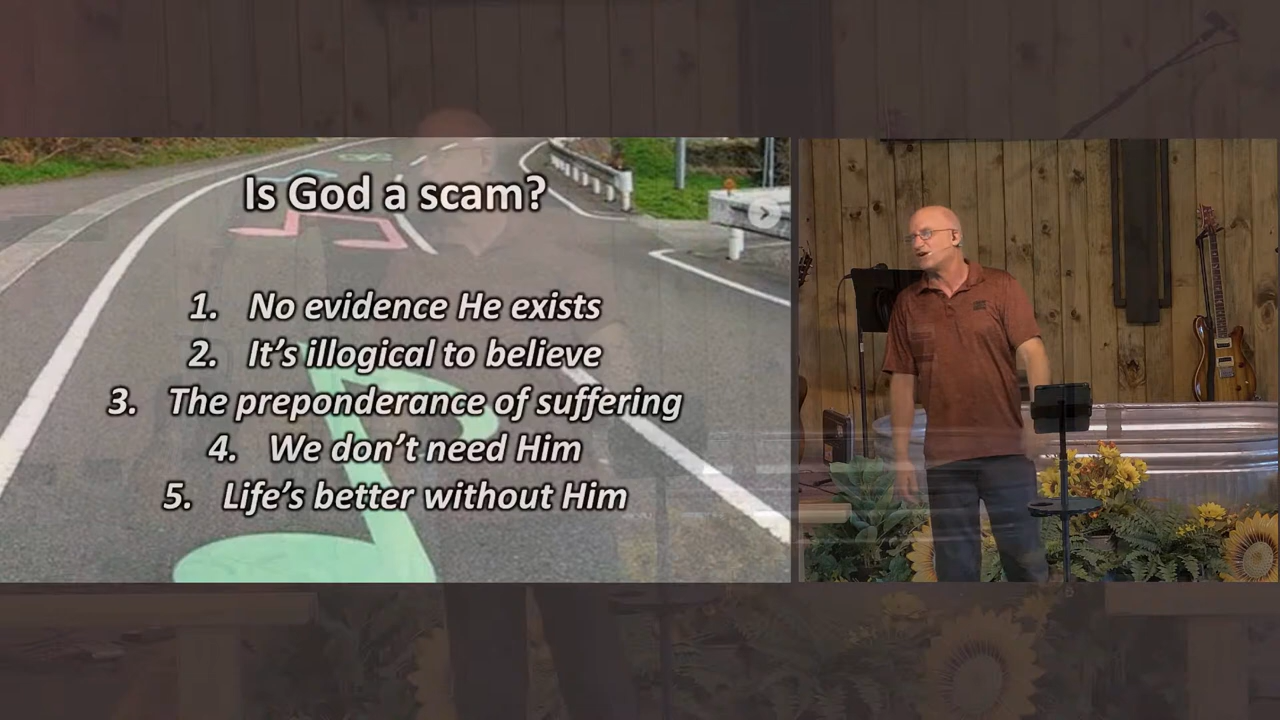 Is God a scam?
1. No evidence He exists
2. It's illogical to believe
3. The preponderance of suffering
4. We don't need Him
5. Life's better without Him